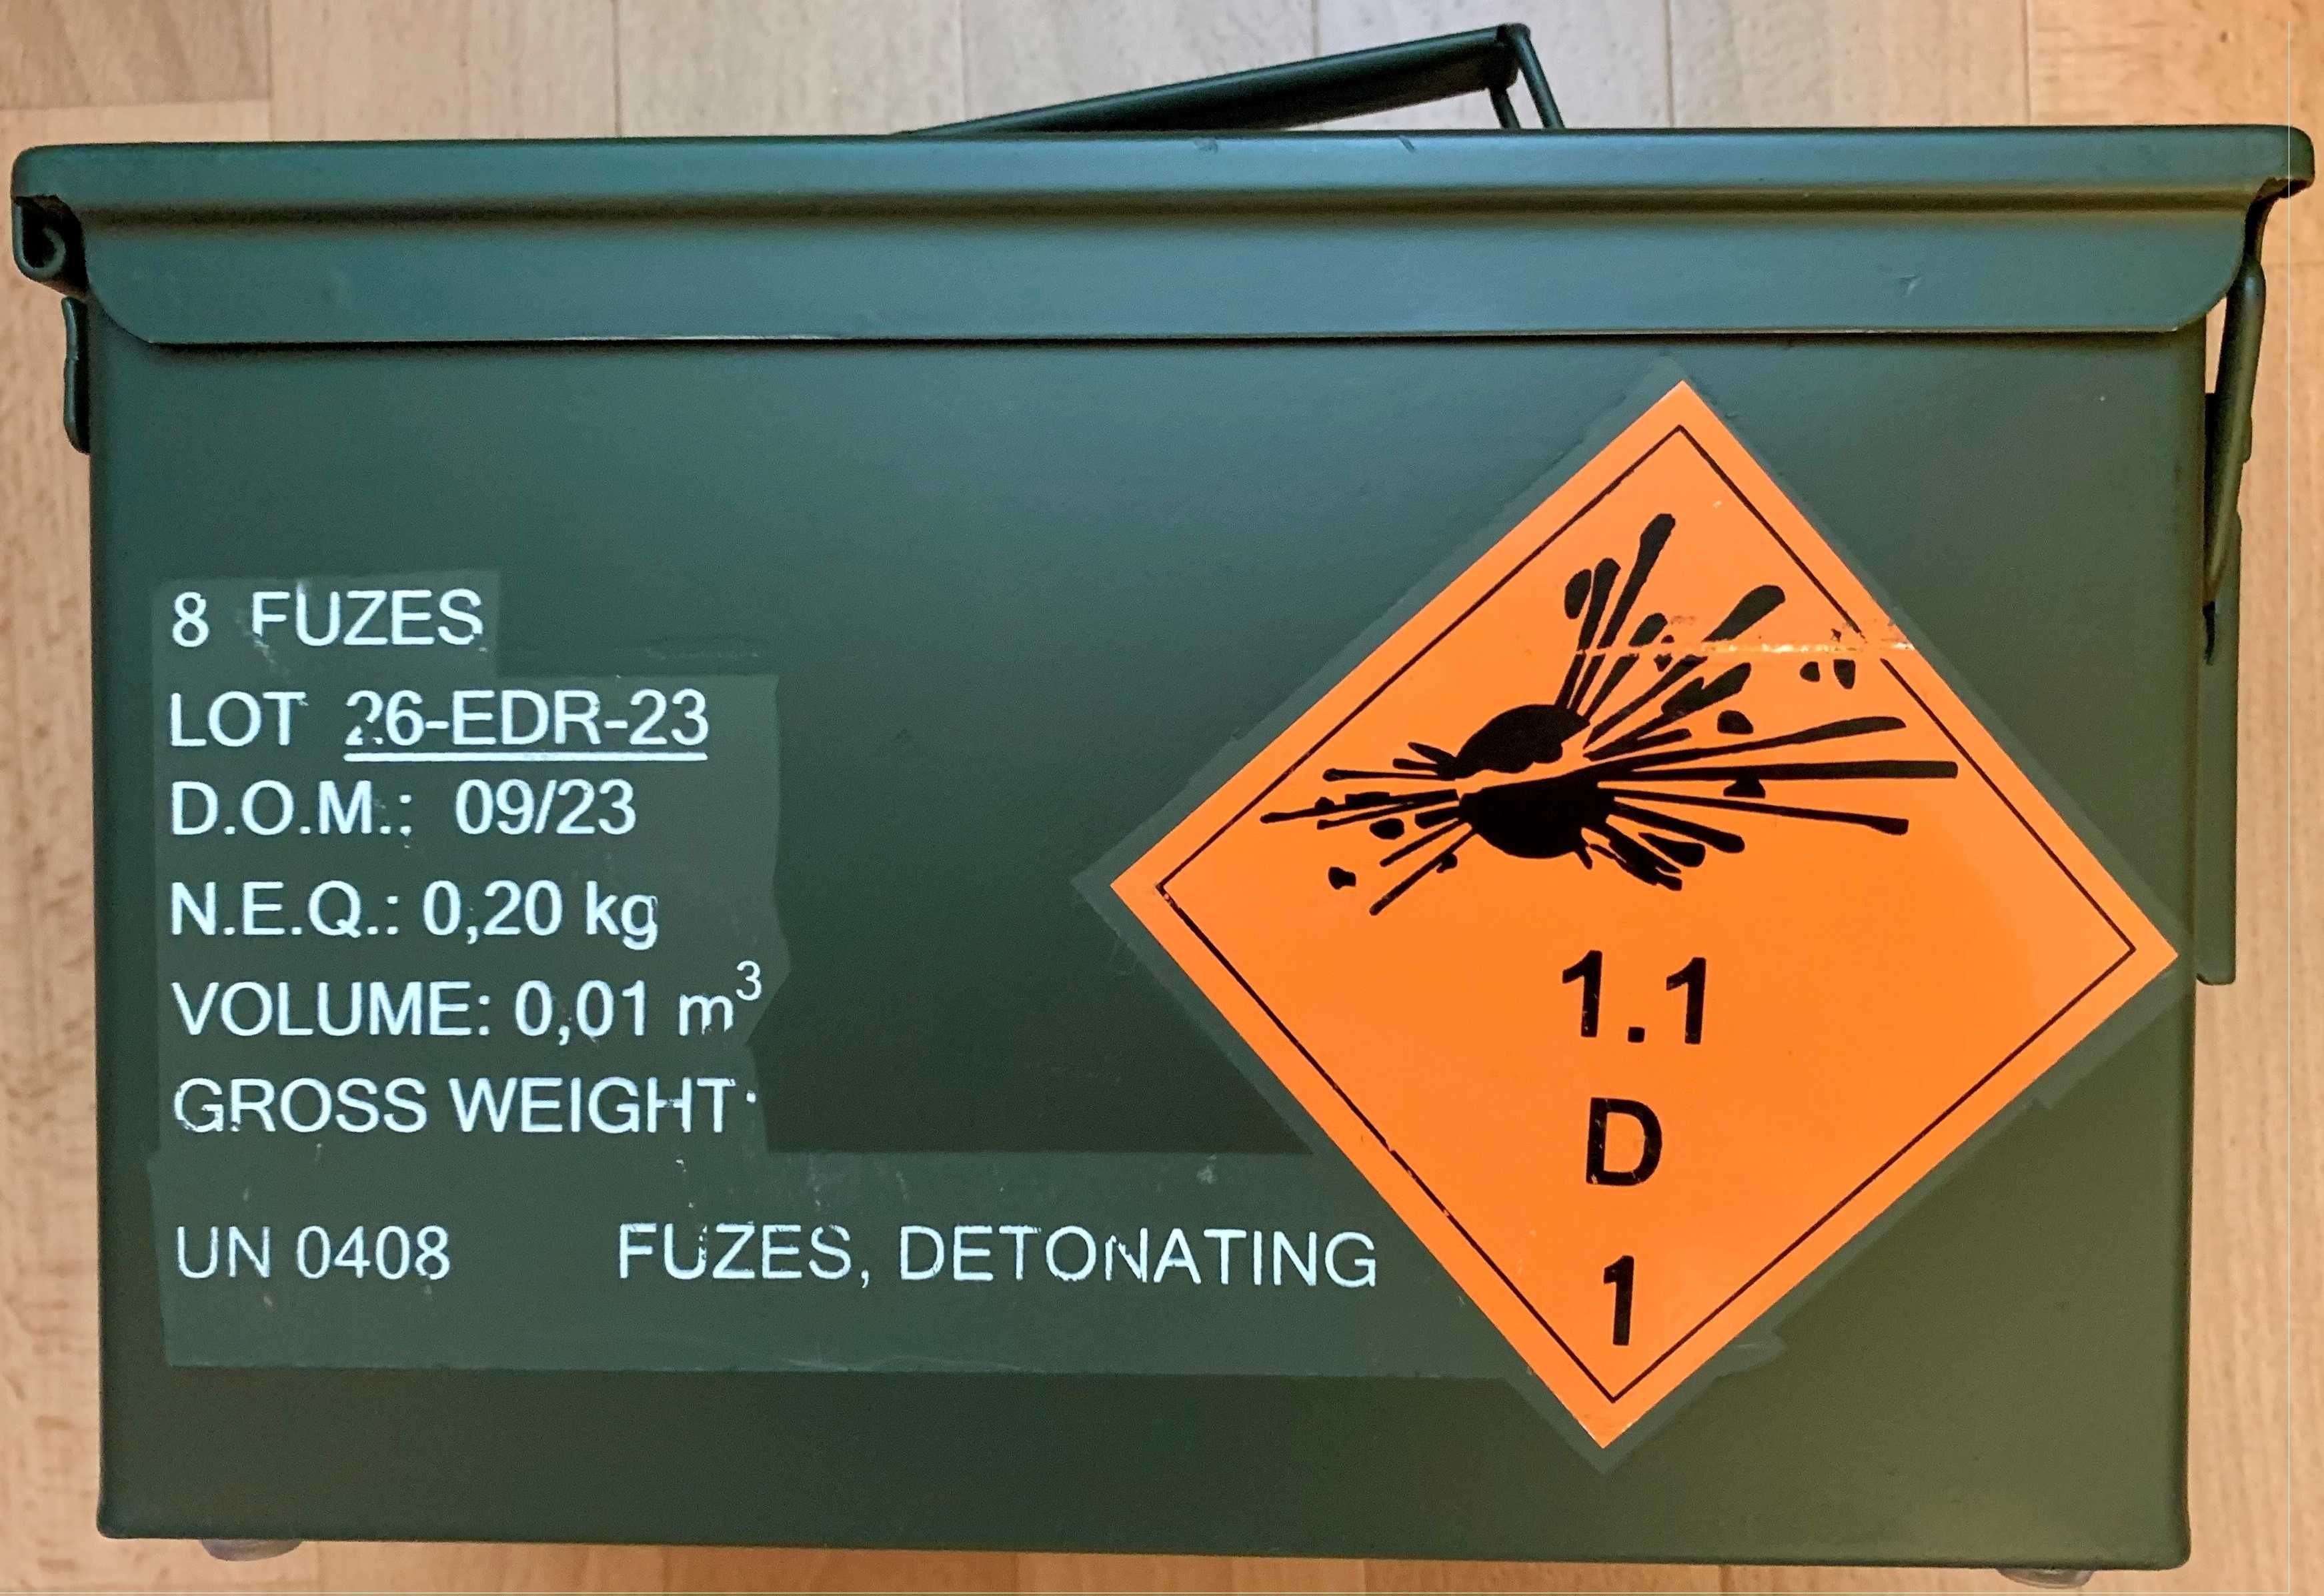 8 FUZES
LOT 26-EDR-23
D.O.M.: 09/23
N.E.Q.: 0,20 kg
VOLUME: 0,01 m³
GROSS WEIGHT:
UN 0408 FUZES, DETONATING
1.1
D
1